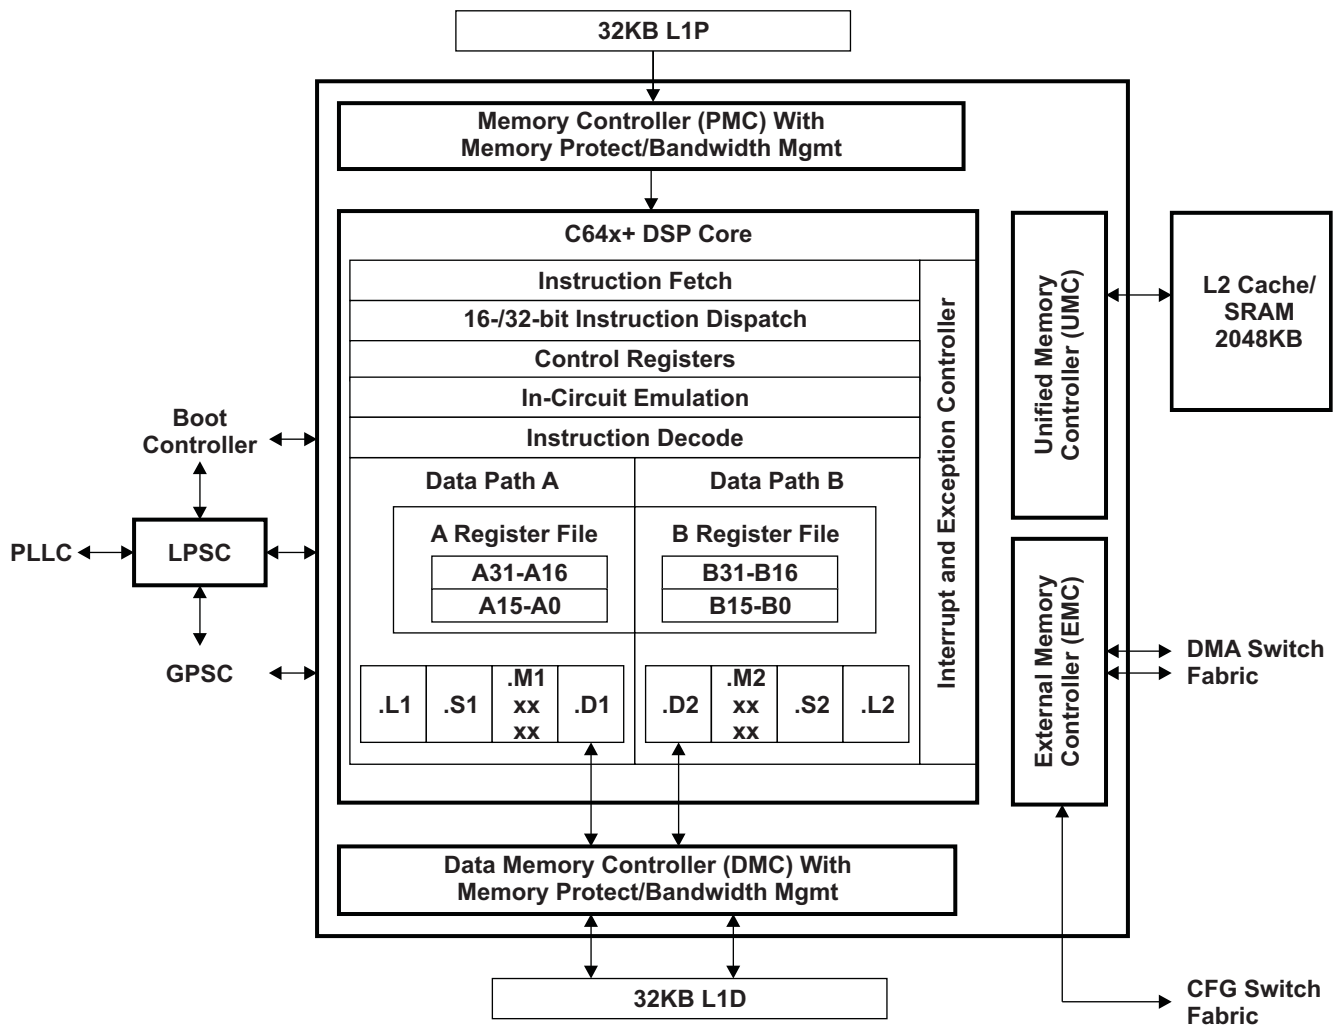 32KB L1P
Memory Controller (PMC) With
Memory Protect/Bandwidth Mgmt
C64x+ DSP Core
Instruction Fetch
16-/32-bit Instruction Dispatch
Control Registers
In-Circuit Emulation
Instruction Decode
Data Path A
Data Path B
A Register File
B Register File
A31-A16
A15-A0
B31-B16
B15-B0
.L1
.S1
.M1
xx
xx
.D1
.D2
.M2
xx
xx
.S2
.L2
Interrupt and Exception Controller
Unified Memory
Controller (UMC)
L2 Cache/
SRAM
2048KB
External Memory
Controller (EMC)
DMA Switch
Fabric
CFG Switch
Fabric
Boot
Controller
PLLC
LPSC
GPSC
Data Memory Controller (DMC) With
Memory Protect/Bandwidth Mgmt
32KB L1D